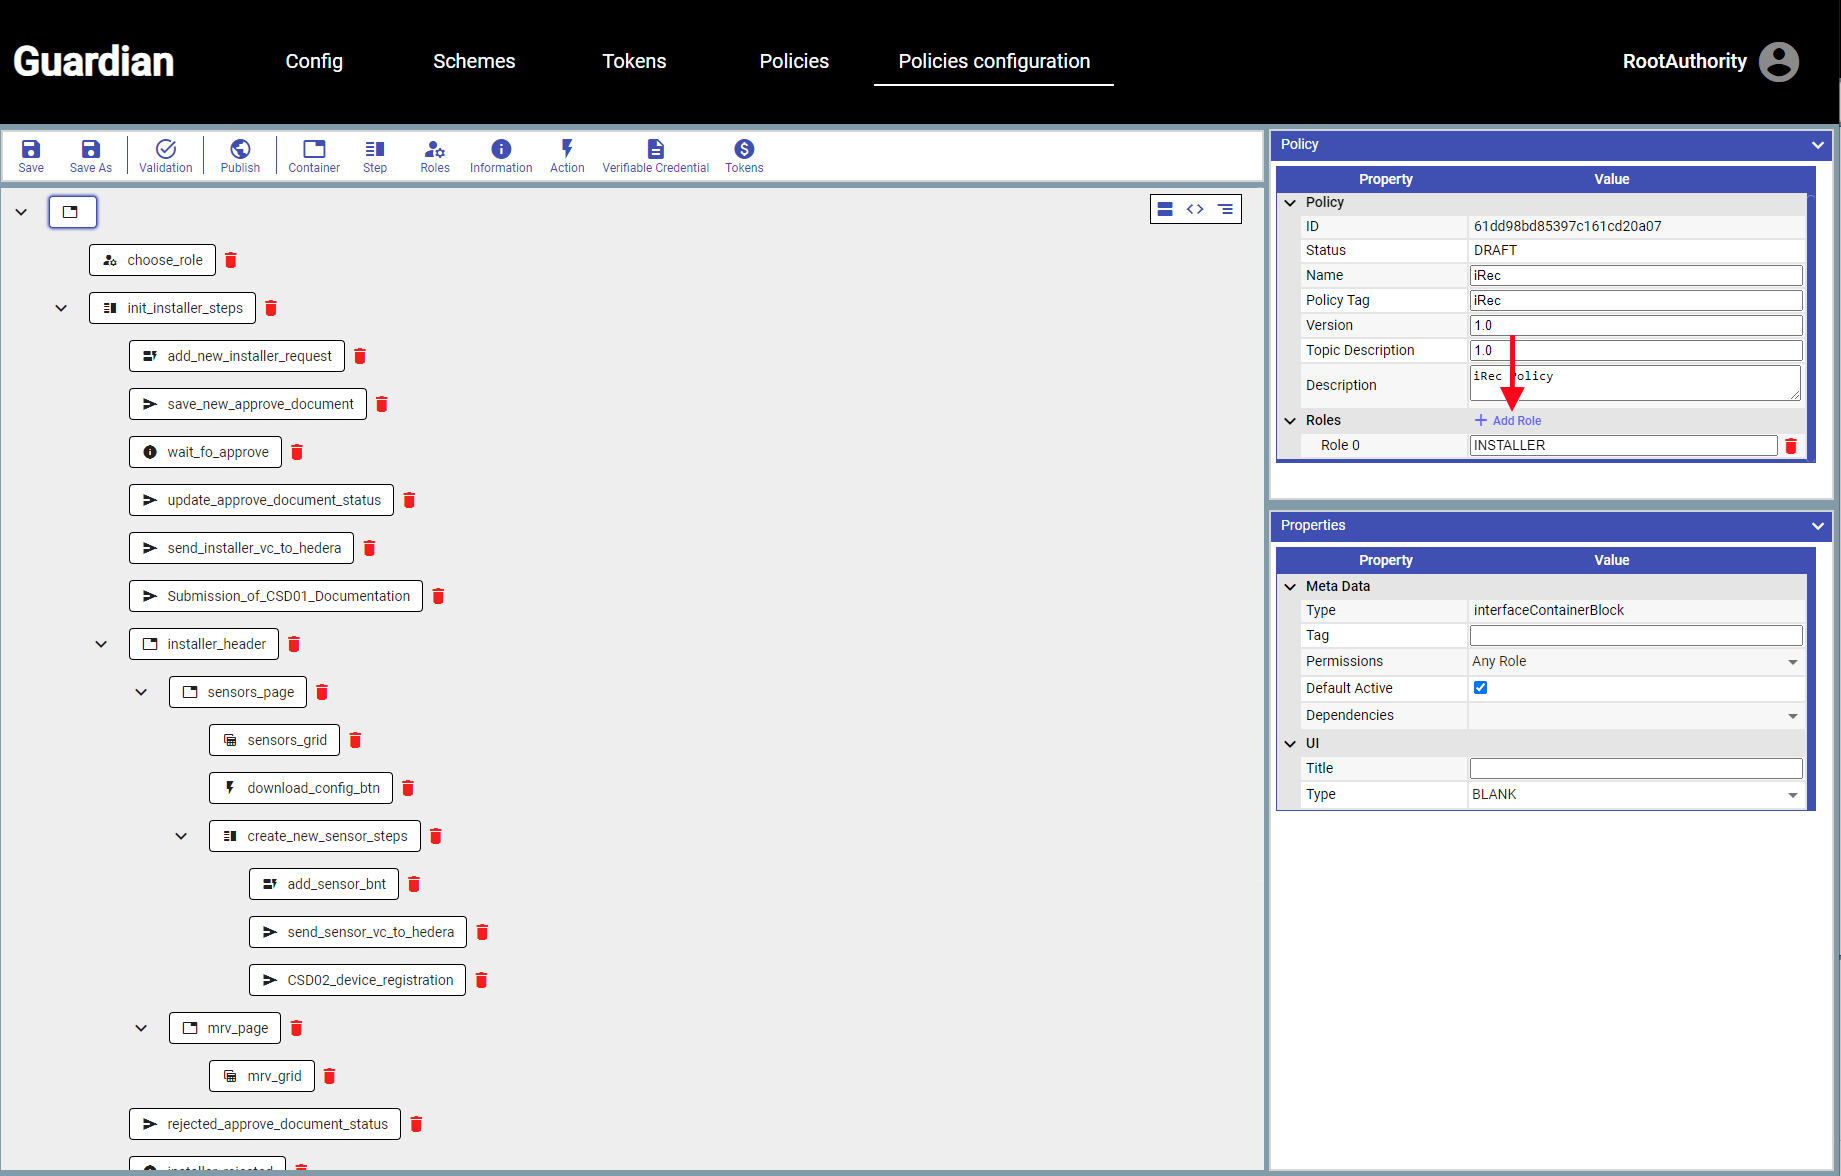 Guardian
Config
Schemes
Tokens
Policies
Policies configuration
RootAuthority
Save
Save As
Validation
Publish
Container
Step
Roles
Information
Action
Verifiable Credential
Tokens
choose_role
init_installer_steps
add_new_installer_request
save_new_approve_document
wait_fo_approve
update_approve_document_status
send_installer_vc_to_hedera
Submission_of_CSD01_Documentation
installer_header
sensors_page
sensors_grid
download_config_btn
create_new_sensor_steps
add_sensor_bnt
send_sensor_vc_to_hedera
CSD02_device_registration
mrv_page
mrv_grid
rejected_approve_document_status
installer_rejected
Policy
Property Value
Policy
ID 61dd98bd85397c161cd20a07
Status DRAFT
Name iRec
Policy Tag iRec
Version 1.0
Topic Description 1.0
Description iRec Policy
Roles Add Role
Role 0 INSTALLER
Properties
Property Value
Meta Data
Type interfaceContainerBlock
Tag
Permissions Any Role
Default Active
Dependencies
UI
Title
Type BLANK